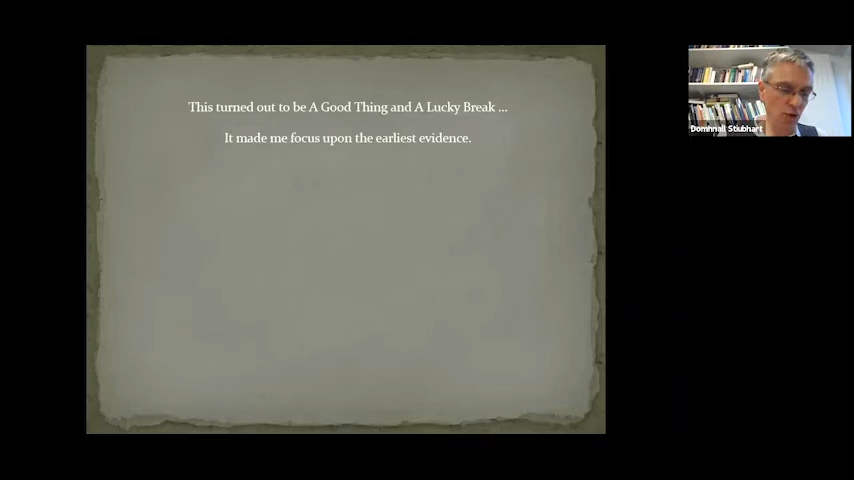 This turned out to be A Good Thing and A Lucky Break ...
It made me focus upon the earliest evidence.
Domhnall Stiubhart